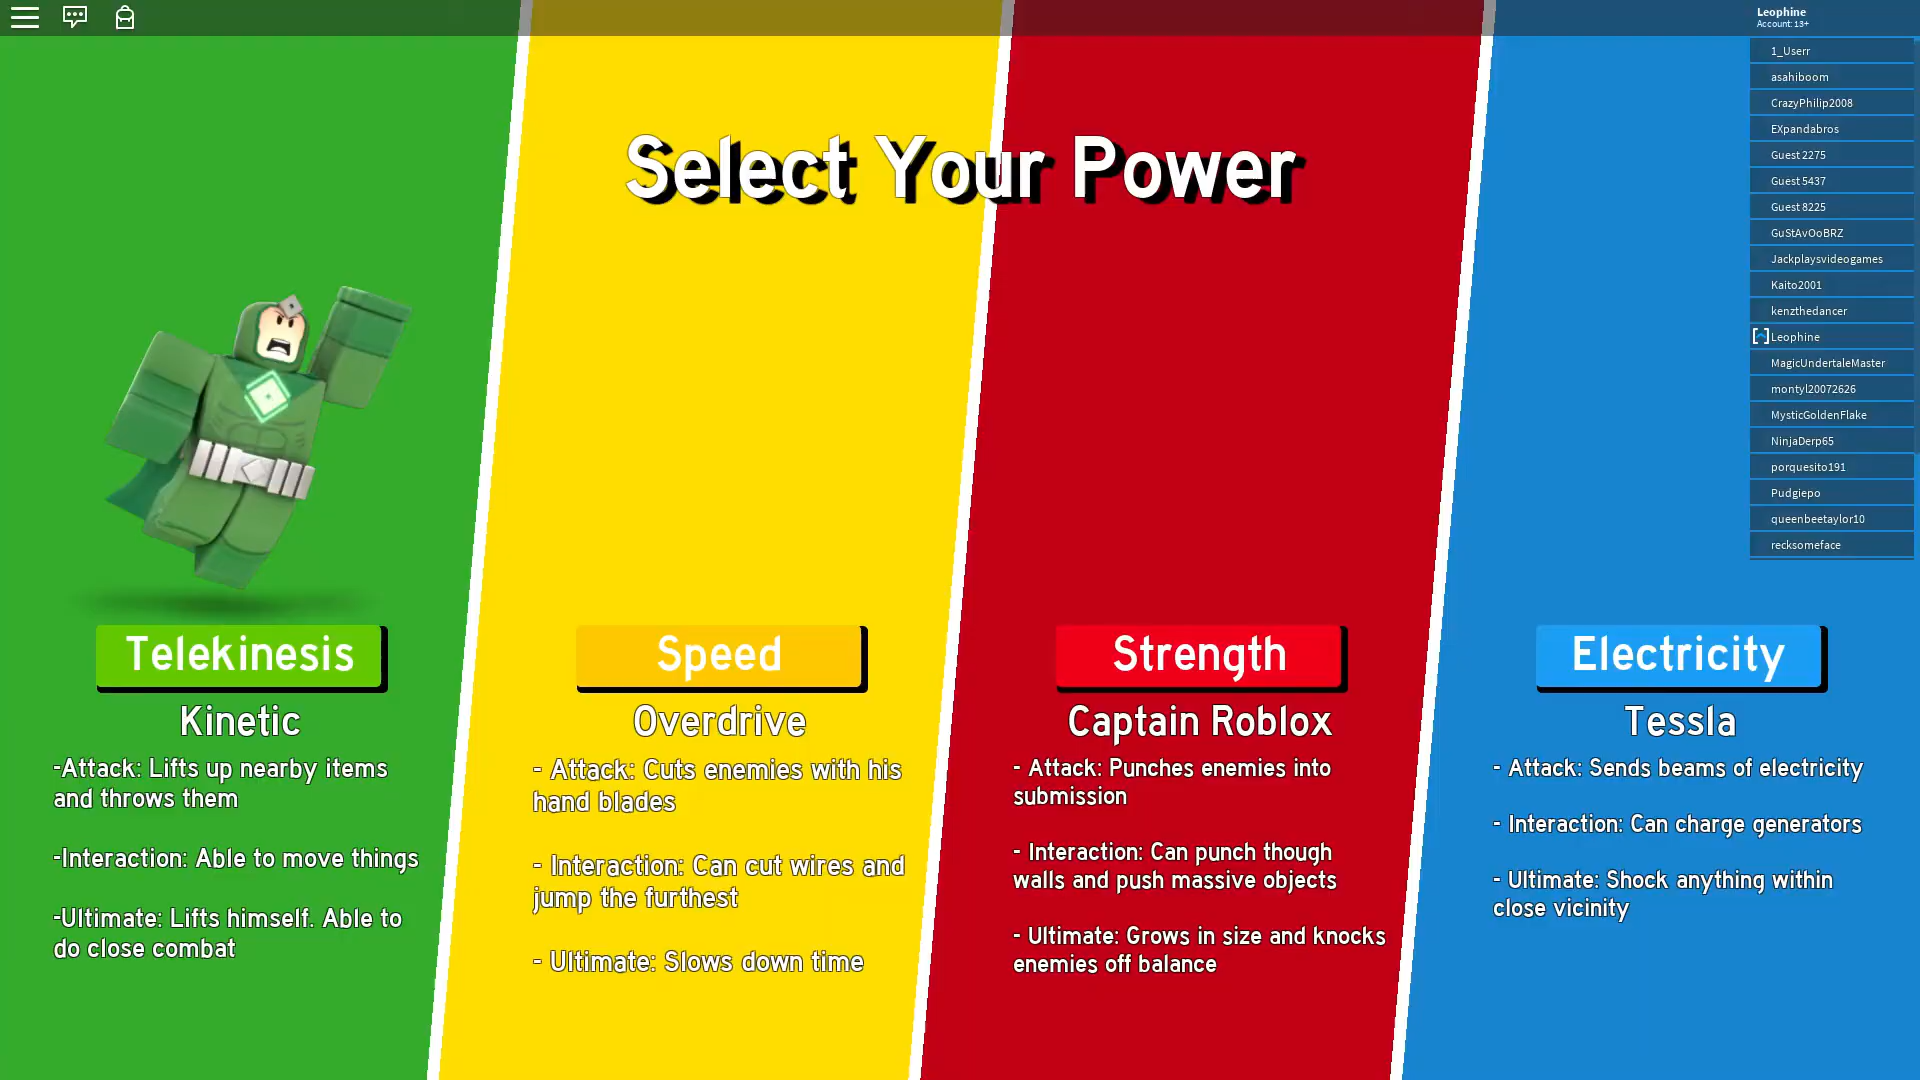 Leophine
Account: 13+
1_Userr
asahiboom
CrazyPhilip2008
EXpandabros
Guest 2275
Guest 5437
Guest 8225
GuStAvOoBRZ
Jackplaysvideogames
Kaito2001
kenzthedancer
Leophine
MagicUndertaleMaster
montyl20072626
MysticGoldenFlake
NinjaDerp65
porquesito191
Pudgiepo
queenbeetaylor10
recksomeface
Select Your Power
Telekinesis
Kinetic
-Attack: Lifts up nearby items
and throws them
-Interaction: Able to move things
-Ultimate: Lifts himself. Able to
do close combat
Speed
Overdrive
- Attack: Cuts enemies with his
hand blades
- Interaction: Can cut wires and
jump the furthest
- Ultimate: Slows down time
Strength
Captain Roblox
- Attack: Punches enemies into
submission
- Interaction: Can punch though
walls and push massive objects
- Ultimate: Grows in size and knocks
enemies off balance
Electricity
Tessla
- Attack: Sends beams of electricity
- Interaction: Can charge generators
- Ultimate: Shock anything within
close vicinity